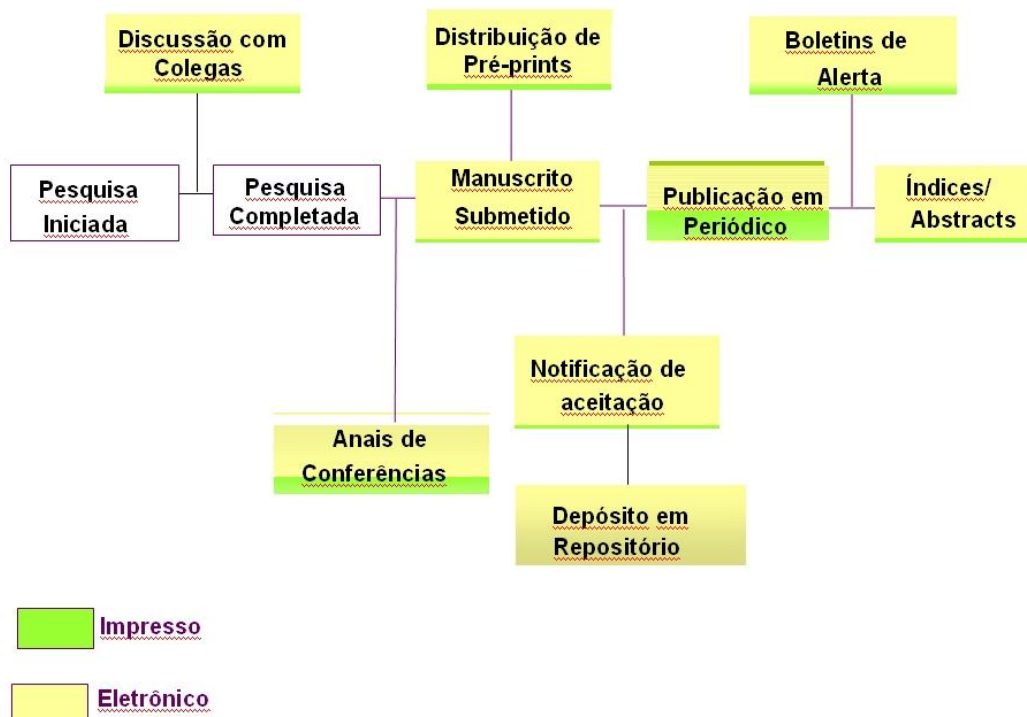 Discussão com
Colegas
Distribuição de
Pré-prints
Boletins de
Alerta
Pesquisa
Iniciada
Pesquisa
Completada
Manuscrito
Submetido
Publicação em
Periódico
Índices/
Abstracts
Notificação de
aceitação
Anais de
Conferências
Depósito em
Repositório
Impresso
Eletrônico